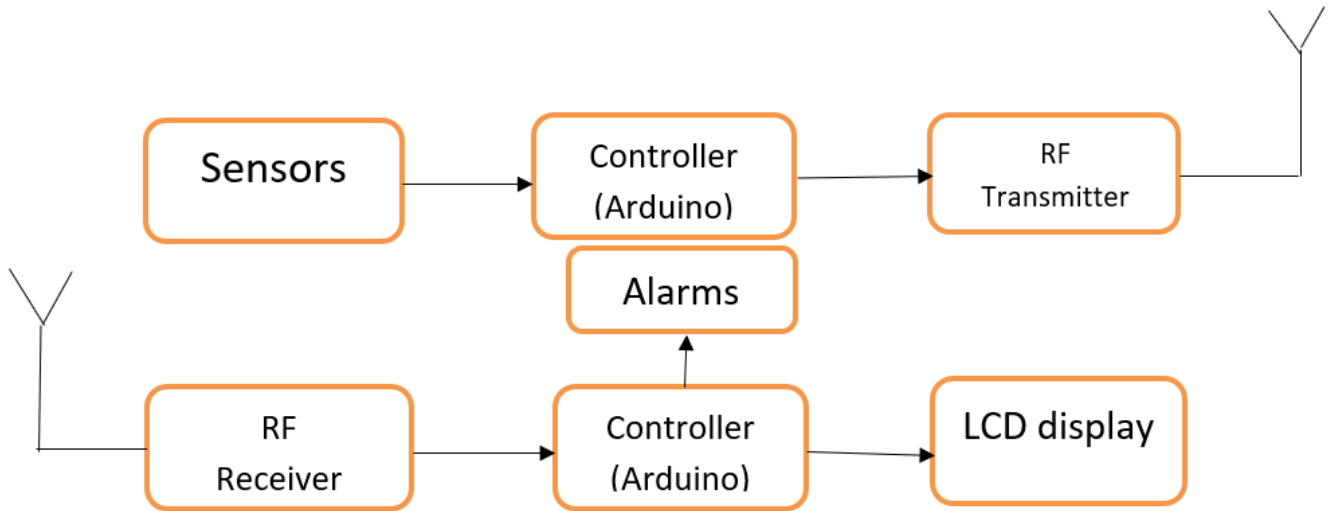 Sensors
Controller
(Arduino)
RF
Transmitter
Alarms
RF
Receiver
Controller
(Arduino)
LCD display